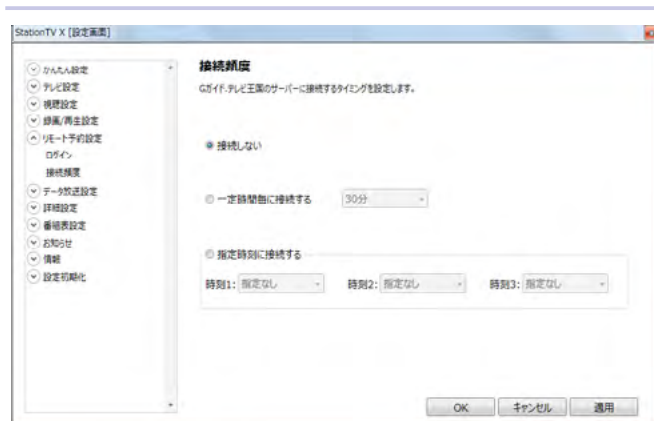 StationTV X [設定画面]
かんたん設定
テレビ設定
視聴設定
録画/再生設定
リモート予約設定
ログイン
接続頻度
データ放送設定
詳細設定
番組表設定
お知らせ
情報
設定初期化
接続頻度
Gガイド.テレビ王国のサーバーに接続するタイミングを設定します。
接続しない
一定時間毎に接続する 30分
指定時刻に接続する
時刻1: 指定なし 時刻2: 指定なし 時刻3: 指定なし
OK キャンセル 適用